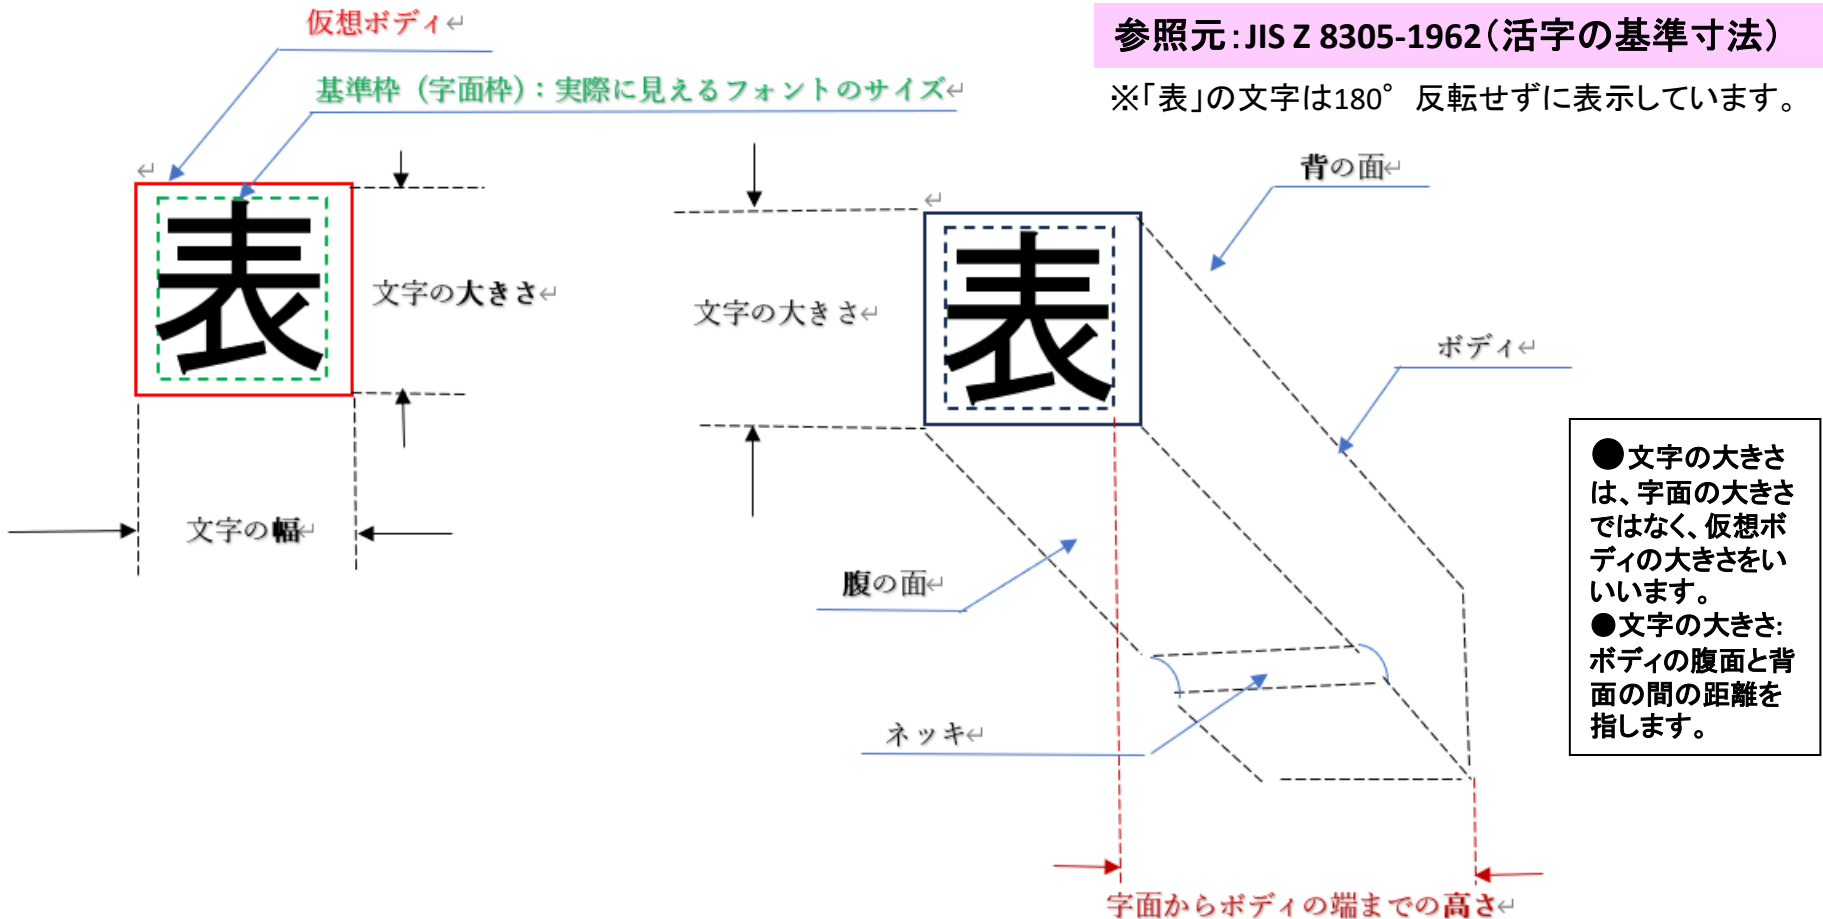 仮想ボディ↵
参照元:JIS Z 8305-1962(活字の基準寸法)
基準枠(字面枠):実際に見えるフォントのサイズ↵
※「表」の文字は180°反転せずに表示しています。
↵
表
文字の大きさ↵
文字の幅↵
背の面↵
↵
表
文字の大きさ↵
ボディ↵
腹の面↵
ネッキ↵
字面からボディの端までの高さ↵
●文字の大きさ
は、字面の大きさ
ではなく、仮想ボ
ディの大きさをい
いいます。
●文字の大きさ:
ボディの腹面と背
面の間の距離を
指します。